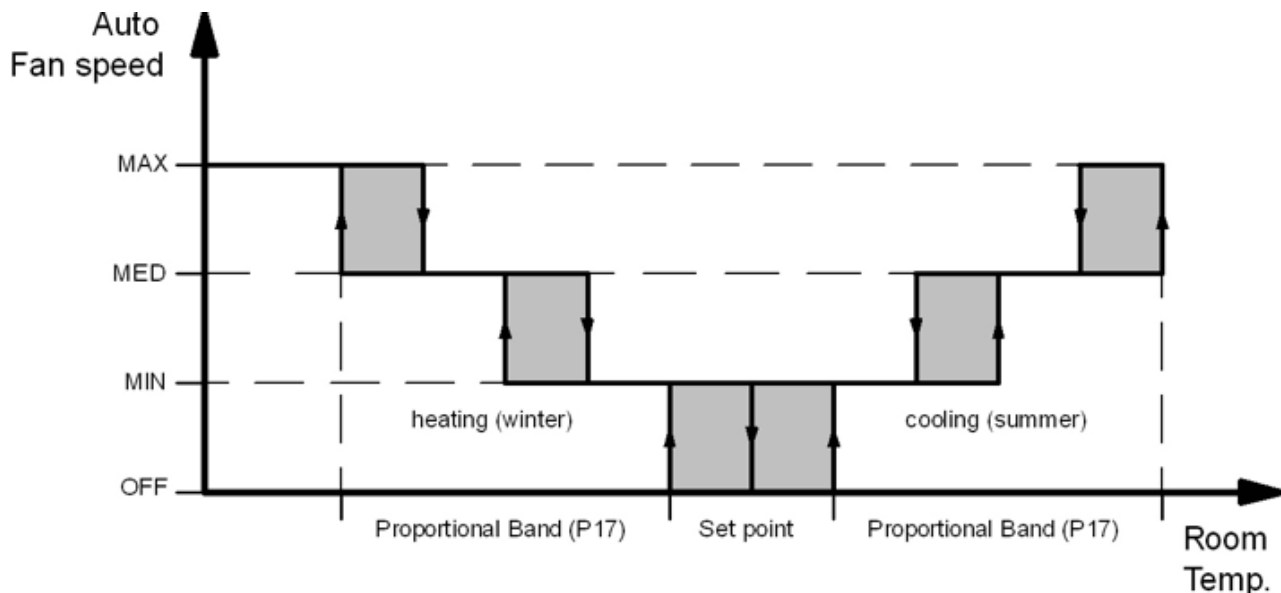 Auto
Fan speed
MAX
MED
MIN
heating (winter)
cooling (summer)
OFF
Proportional Band (P17)
Set point
Proportional Band (P17)
Room
Temp.